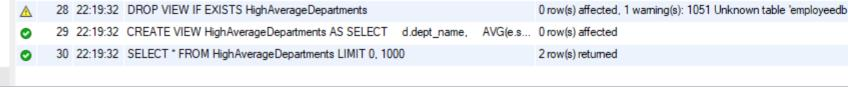 28 22:19:32 DROP VIEW IF EXISTS HighAverageDepartments 0 row(s) affected, 1 warning(s): 1051 Unknown table 'employeedb
29 22:19:32 CREATE VIEW HighAverageDepartments AS SELECT d.dept_name, AVG(e.s... 0 row(s) affected
30 22:19:32 SELECT * FROM HighAverageDepartments LIMIT 0, 1000 2 row(s) returned